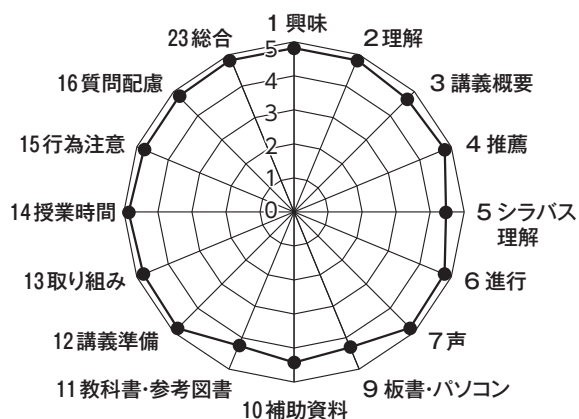 1 興味
2 理解
3 講義概要
4 推薦
5 シラバス
理解
6 進行
7 声
9 板書・パソコン
10 補助資料
11 教科書・参考図書
12 講義準備
13 取り組み
14 授業時間
15 行為注意
16 質問配慮
23 総合
5
4
3
2
1
0